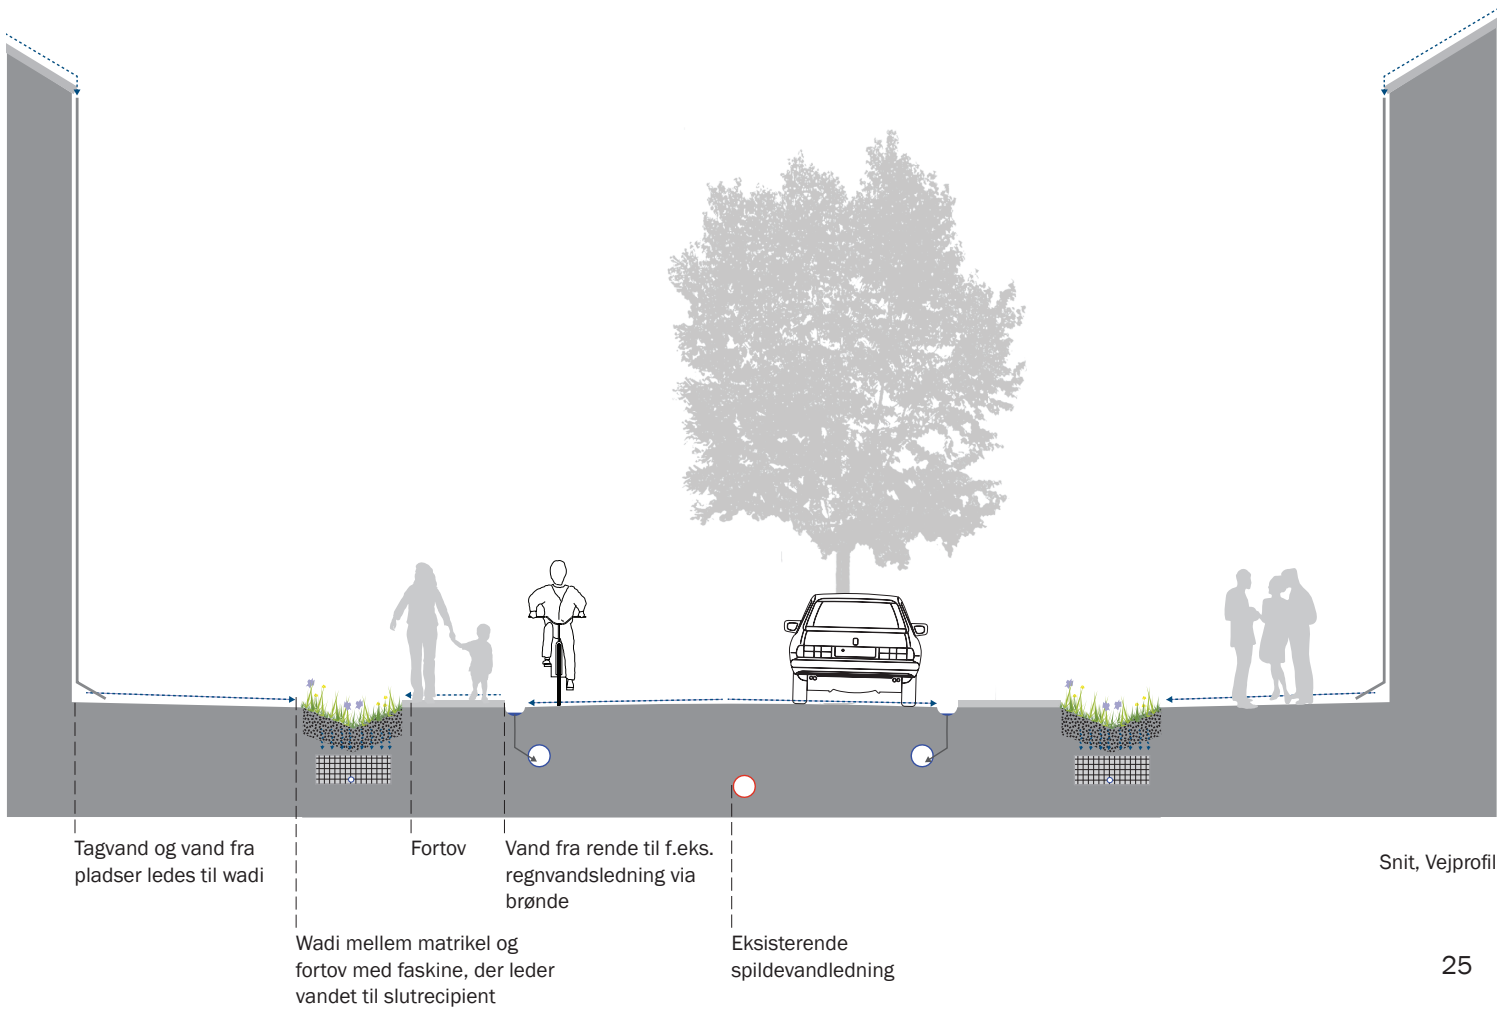 Tagvand og vand fra
pladser ledes til wadi
Fortov
Vand fra rende til f.eks.
regnvandsledning via
brønde
Snit, Vejprofil
Wadi mellem matrikel og
fortov med faskine, der leder
vandet til slutrecipient
Eksisterende
spildevandledning
25